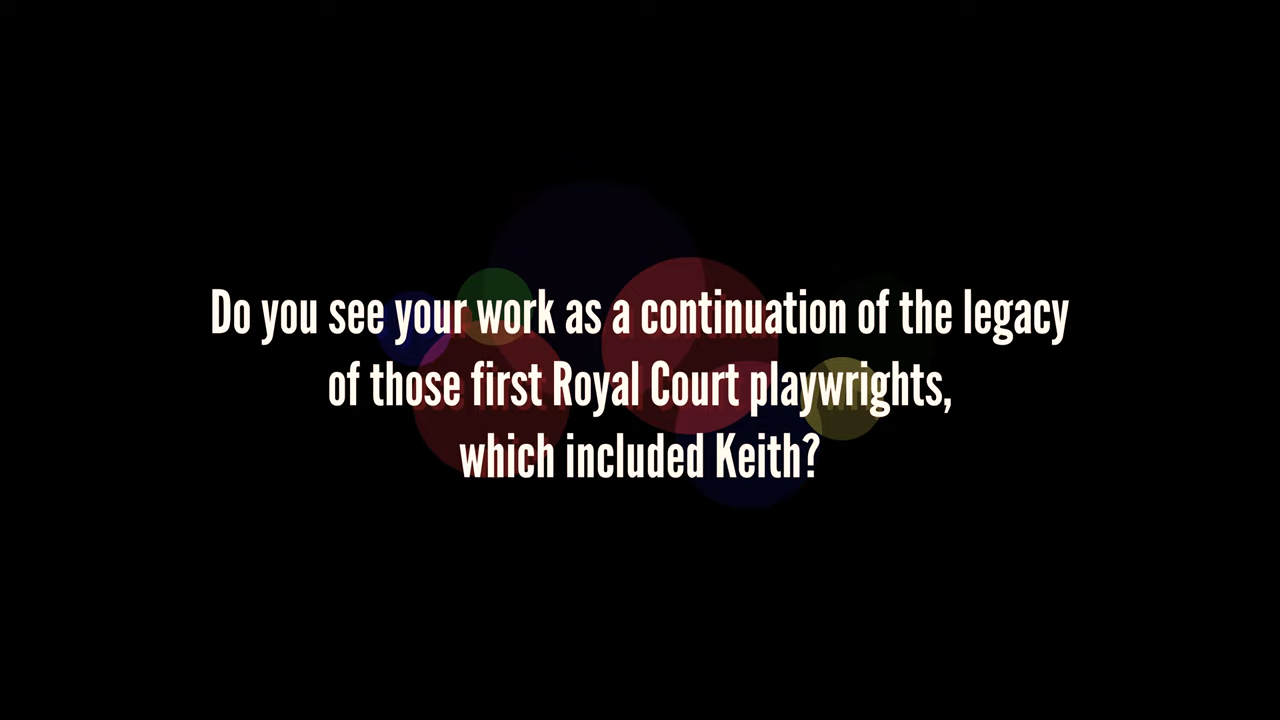 Do you see your work as a continuation of the legacy
of those first Royal Court playwrights,
which included Keith?